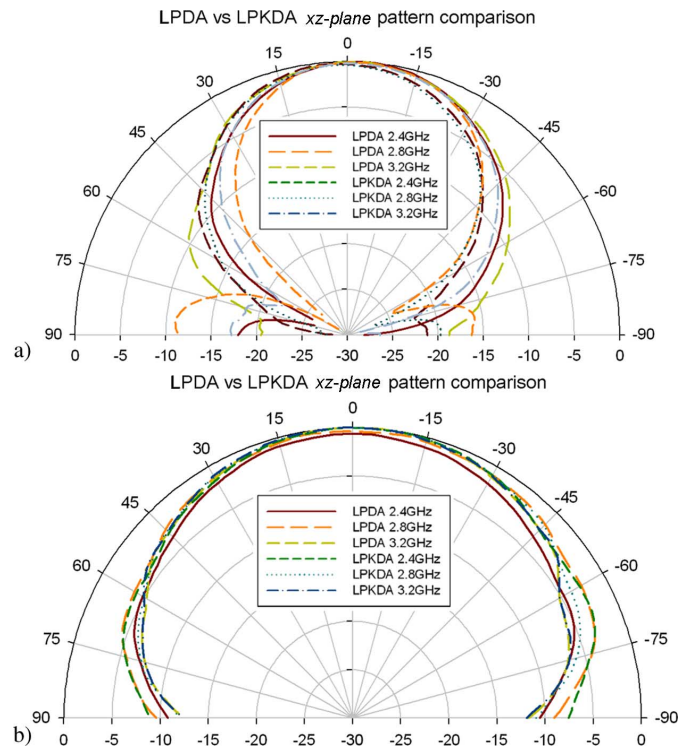 LPDA vs LPKDA xz-plane pattern comparison
0
15 -15
30 -30
45 -45
60 -60
75 -75
90 -90
LPDA 2.4GHz
LPDA 2.8GHz
LPDA 3.2GHz
LPKDA 2.4GHz
LPKDA 2.8GHz
LPKDA 3.2GHz
a)
0 -5 -10 -15 -20 -25 -30 -25 -20 -15 -10 -5 0
LPDA vs LPKDA xz-plane pattern comparison
0
15 -15
30 -30
45 -45
60 -60
75 -75
90 -90
LPDA 2.4GHz
LPDA 2.8GHz
LPDA 3.2GHz
LPKDA 2.4GHz
LPKDA 2.8GHz
LPKDA 3.2GHz
b)
0 -5 -10 -15 -20 -25 -30 -25 -20 -15 -10 -5 0